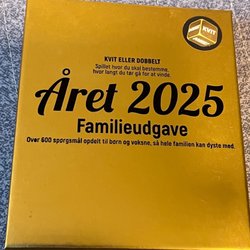 KVIT
KVIT ELLER DOBBELT
Spillet hvor du skal bestemme,
hvor langt du tør gå for at vinde.
Året 2025
Familieudgave
Over 600 spørgsmål opdelt til børn og voksne, så hele familien kan dyste med.